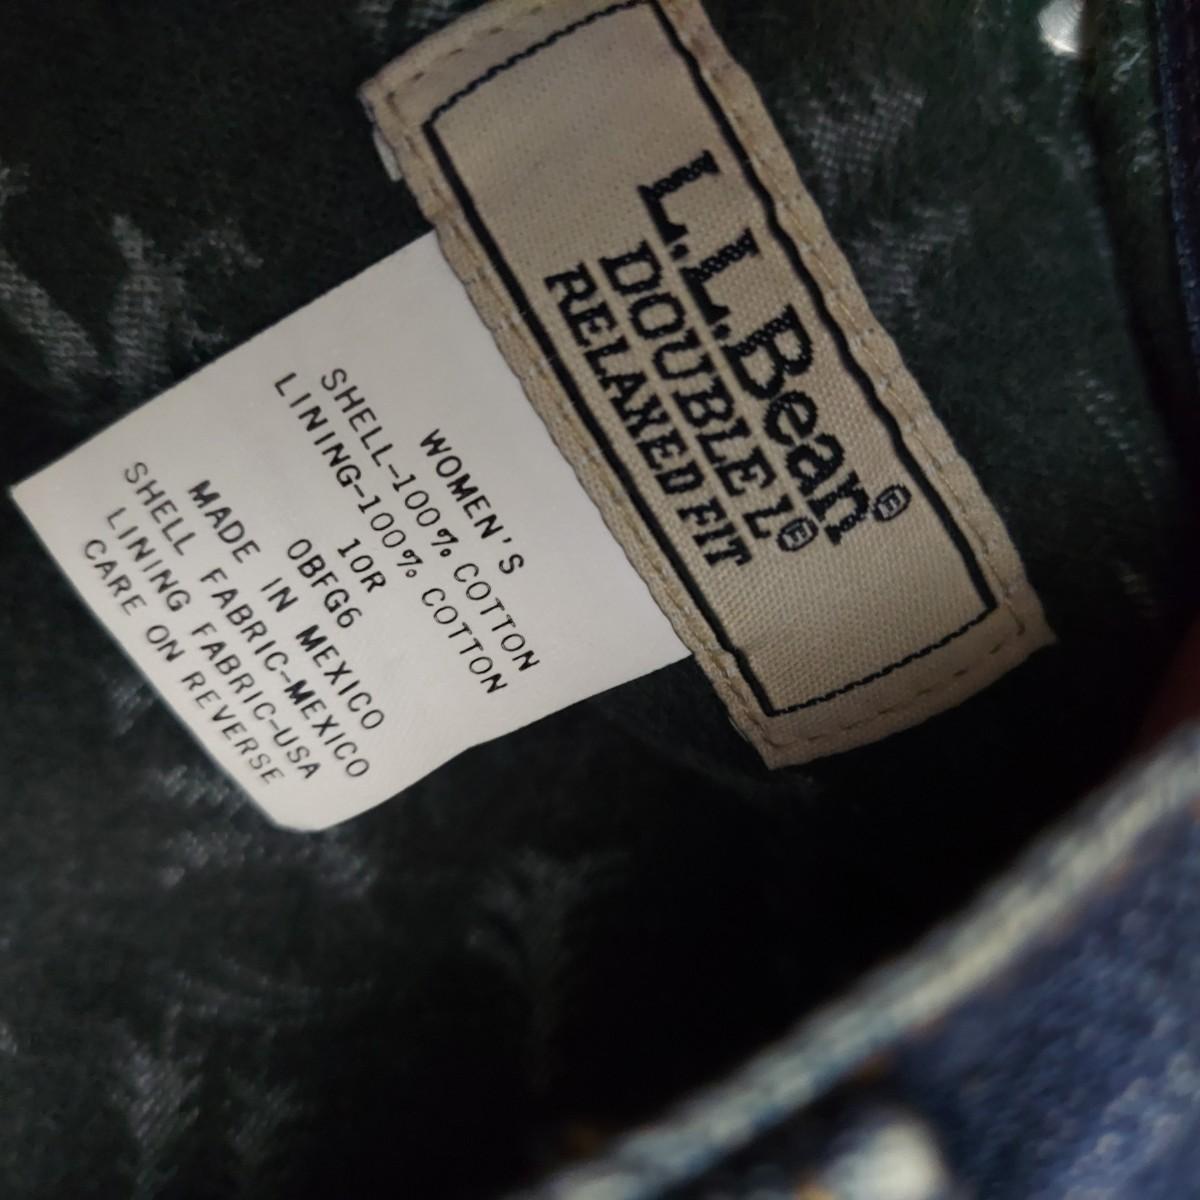 L.L.Bean®
DOUBLE L®
RELAXED FIT
WOMEN'S
SHELL-100% COTTON
LINING-100% COTTON
10R
0BFG6
MADE IN MEXICO
SHELL FABRIC-MEXICO
LINING FABRIC-USA
CARE ON REVERSE